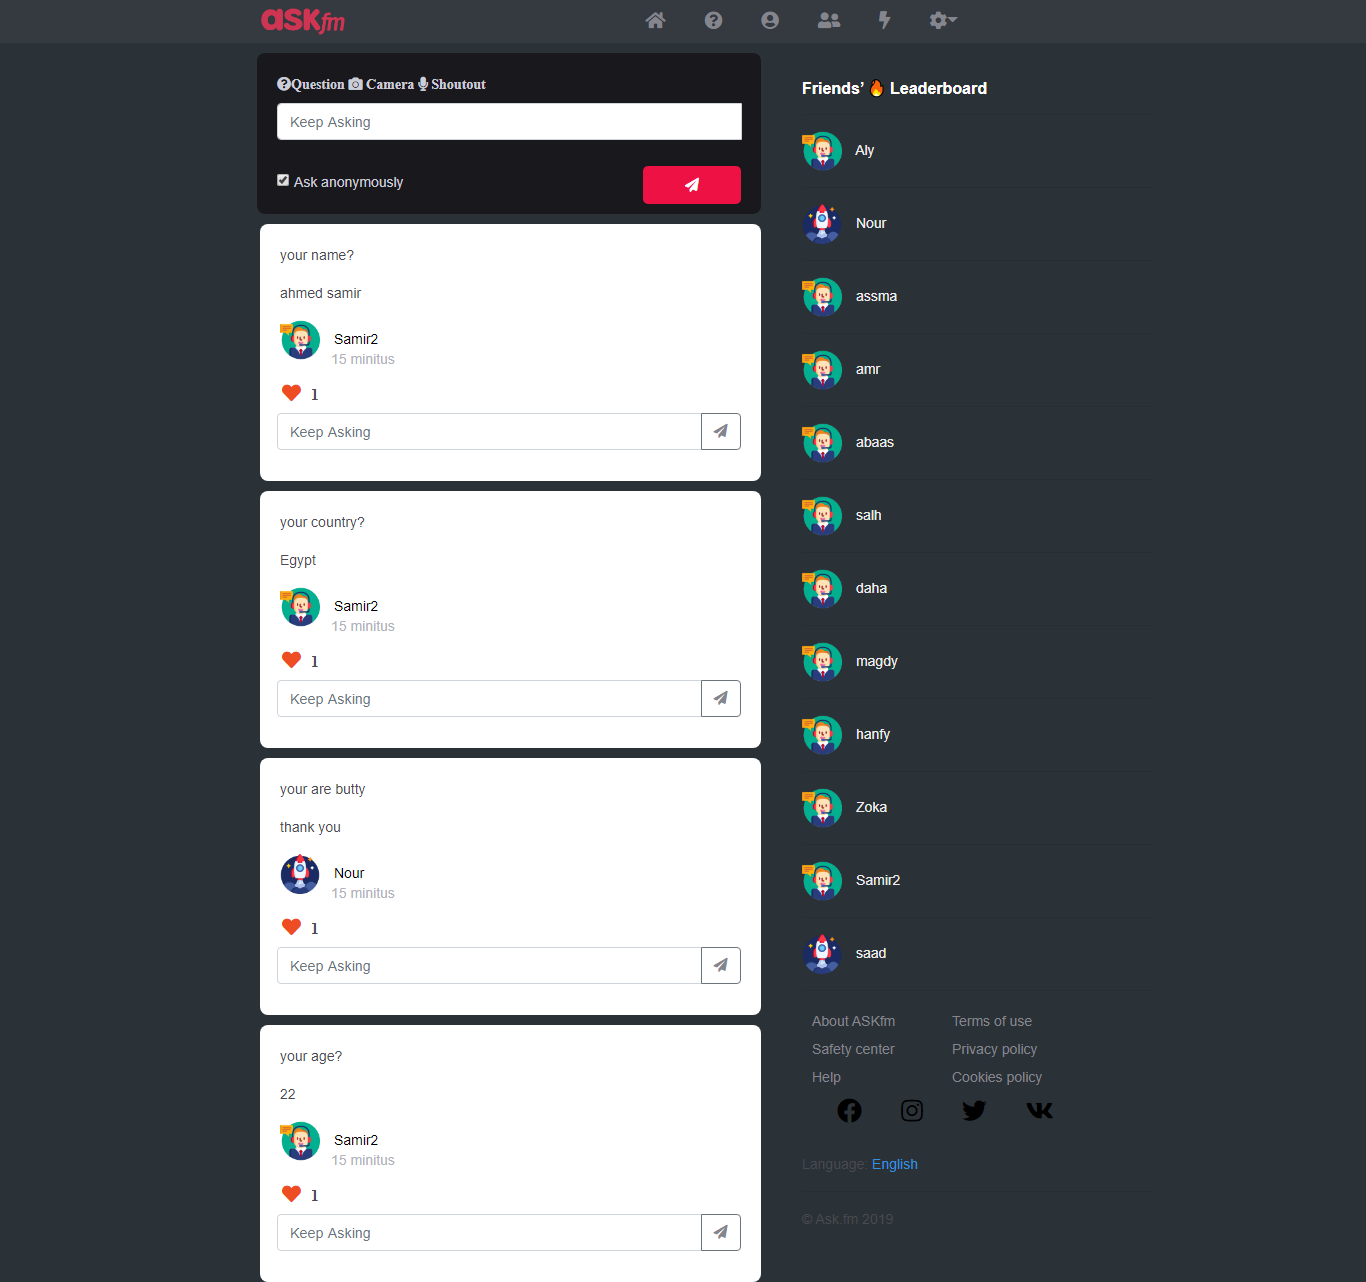 ASKfm
Question Camera Shoutout
Keep Asking
Ask anonymously
your name?
ahmed samir
Samir2
15 minitus
1
Keep Asking
your country?
Egypt
Samir2
15 minitus
1
Keep Asking
your are butty
thank you
Nour
15 minitus
1
Keep Asking
your age?
22
Samir2
15 minitus
1
Keep Asking
Friends’ 🔥 Leaderboard
Aly
Nour
assma
amr
abaas
salh
daha
magdy
hanfy
Zoka
Samir2
saad
About ASKfm Terms of use
Safety center Privacy policy
Help Cookies policy
Language: English
© Ask.fm 2019